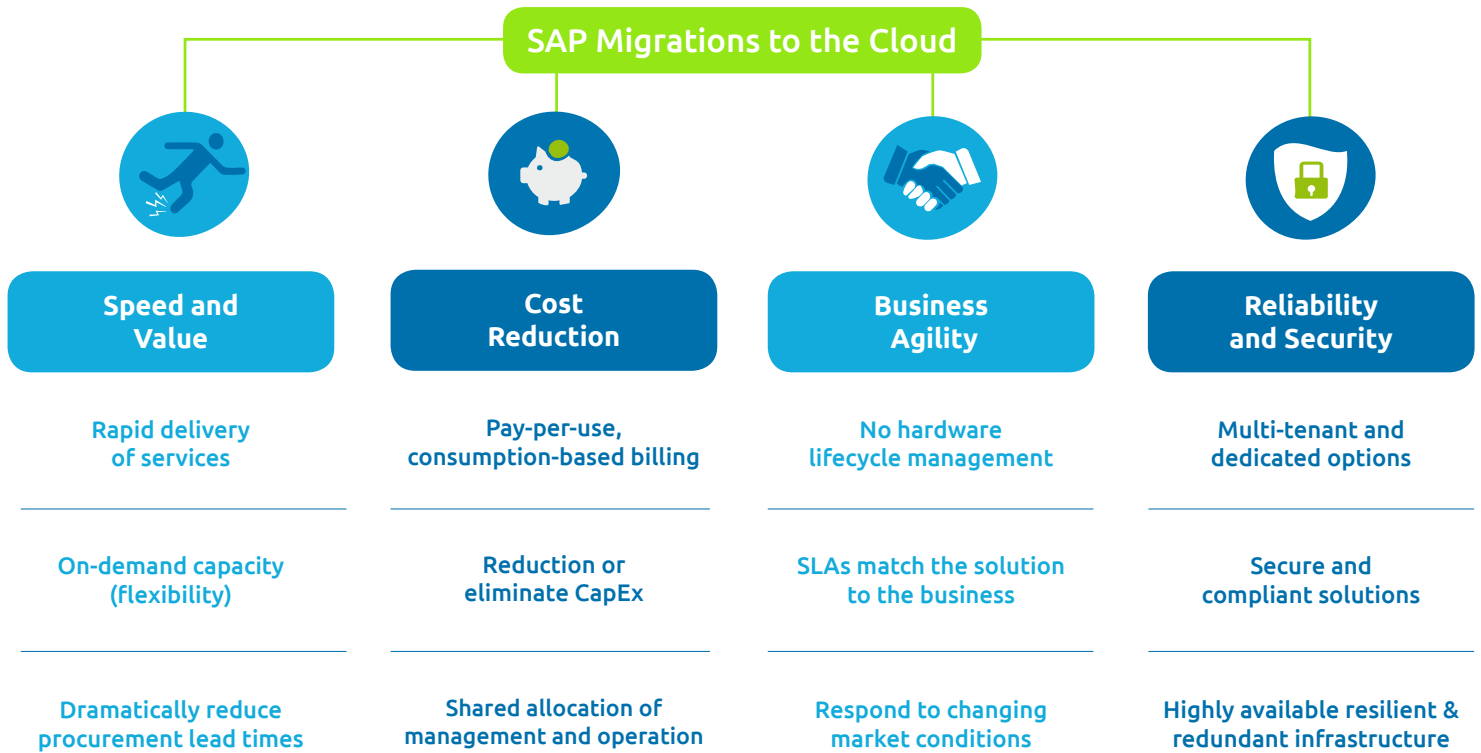 SAP Migrations to the Cloud
Speed and
Value
Rapid delivery
of services
On-demand capacity
(flexibility)
Dramatically reduce
procurement lead times
Cost
Reduction
Pay-per-use,
consumption-based billing
Reduction or
eliminate CapEx
Shared allocation of
management and operation
Business
Agility
No hardware
lifecycle management
SLAs match the solution
to the business
Respond to changing
market conditions
Reliability
and Security
Multi-tenant and
dedicated options
Secure and
compliant solutions
Highly available resilient &
redundant infrastructure